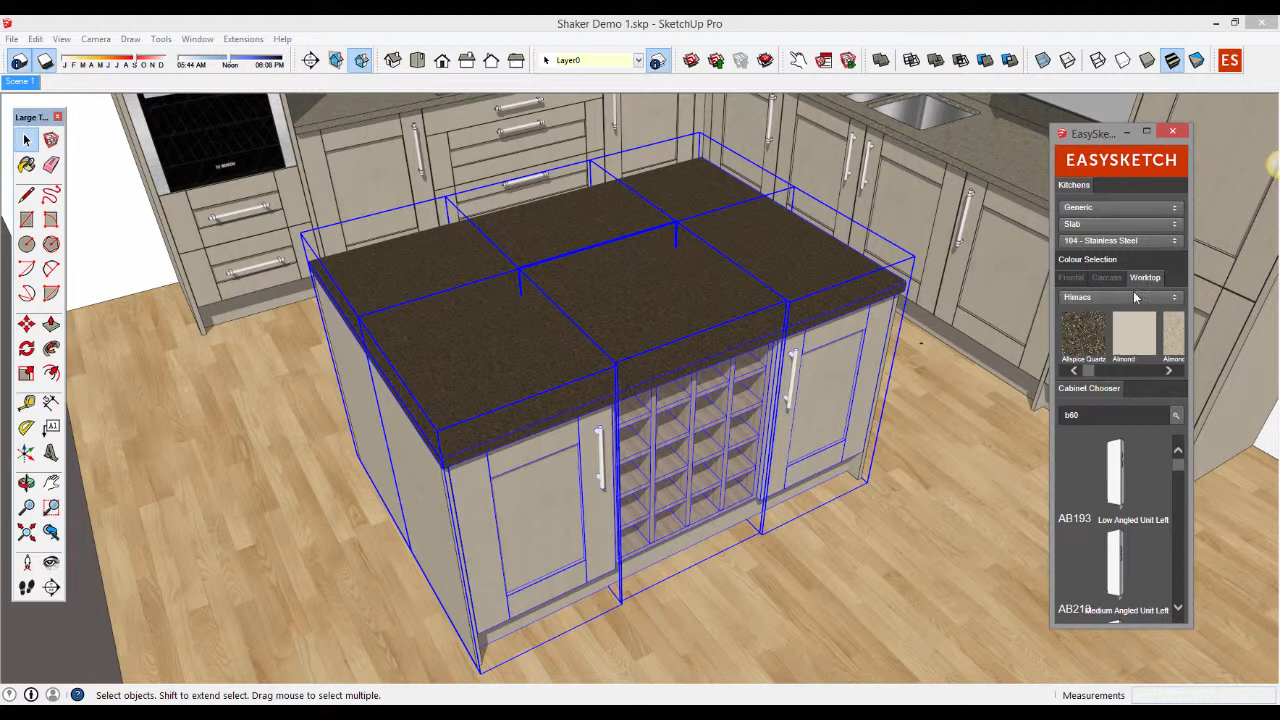 Shaker Demo 1.skp - SketchUp Pro
File Edit View Camera Draw Tools Window Extensions Help
J F M A M J J A S O N D
05:44 AM Noon 06:08 PM
Layer0
ES
Scene 1
Large T...
A1
BOSCH
EasySke...
EASYSKETCH
Kitchens
Generic
Slab
104 - Stainless Steel
Colour Selection
Frontal Carcass Worktop
Himacs
Allspice Quartz Almond Almond
Cabinet Chooser
b60
AB193 Low Angled Unit Left
AB218 Medium Angled Unit Left
Select objects. Shift to extend select. Drag mouse to select multiple.
Measurements